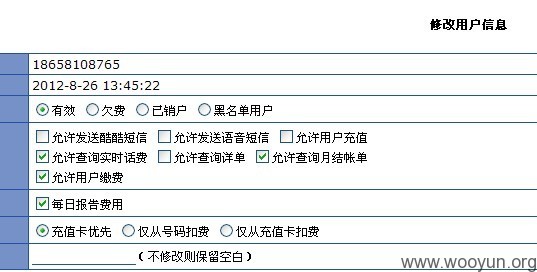 修改用户信息
18658108765
2012-8-26 13:45:22
有效 欠费 已销户 黑名单用户
允许发送酷酷短信 允许发送语音短信 允许用户充值
允许查询实时话费 允许查询详单 允许查询月结帐单
允许用户缴费
每日报告费用
充值卡优先 仅从号码扣费 仅从充值卡扣费
（不修改则保留空白）
www.wooyun.org